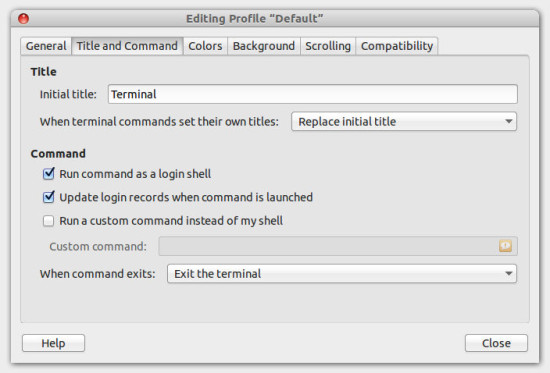 Editing Profile “Default”
General Title and Command Colors Background Scrolling Compatibility
Title
Initial title: Terminal
When terminal commands set their own titles: Replace initial title
Command
Run command as a login shell
Update login records when command is launched
Run a custom command instead of my shell
Custom command:
When command exits: Exit the terminal
Help Close